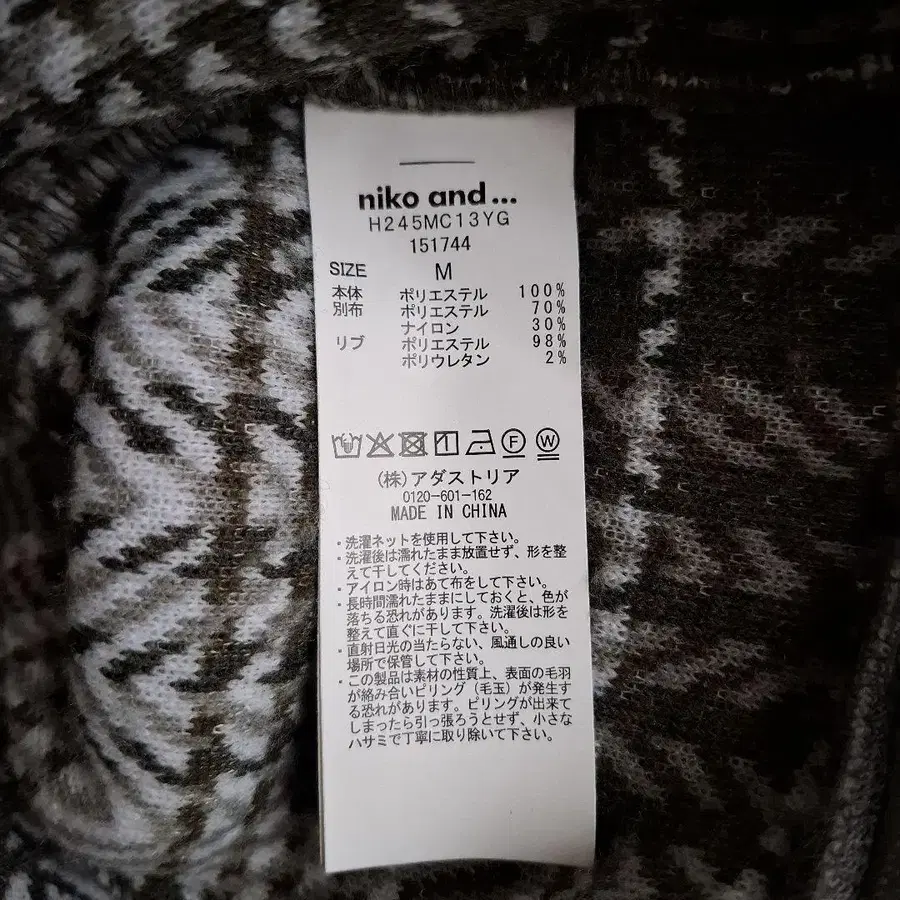 niko and...
H245MC13YG
151744
SIZE M
本体 ポリエステル 100%
別布 ポリエステル 70%
ナイロン 30%
リブ ポリエステル 98%
ポリウレタン 2%
F W
(株)アダストリア
0120-601-162
MADE IN CHINA
・洗濯ネットを使用して下さい。
・洗濯後は濡れたまま放置せず、形を整
えて干してください。
・アイロン時はあて布をして下さい。
・長時間濡れたままにしておくと、色が
落ちる恐れがあります。洗濯後は形を
整えて直ぐに干して下さい。
・直射日光の当たらない、風通しの良い
場所で保管して下さい。
・この製品は素材の性質上、表面の毛羽
が絡み合いピリング(毛玉)が発生す
る恐れがあります。ピリングが出来て
しまったら引っ張ろうとせず、小さな
ハサミで丁寧に取り除いて下さい。